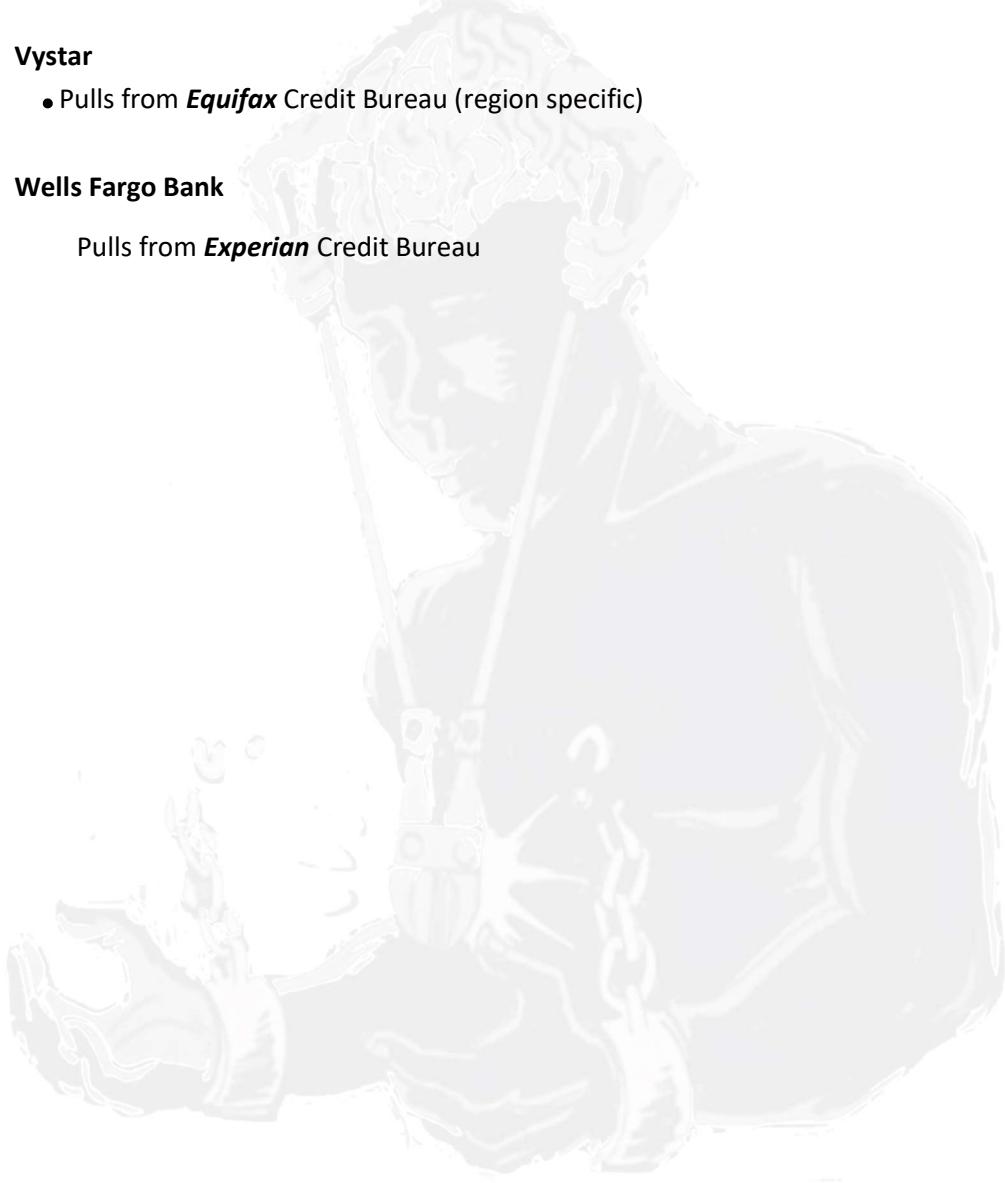 Vystar
• Pulls from Equifax Credit Bureau (region specific)
Wells Fargo Bank
Pulls from Experian Credit Bureau